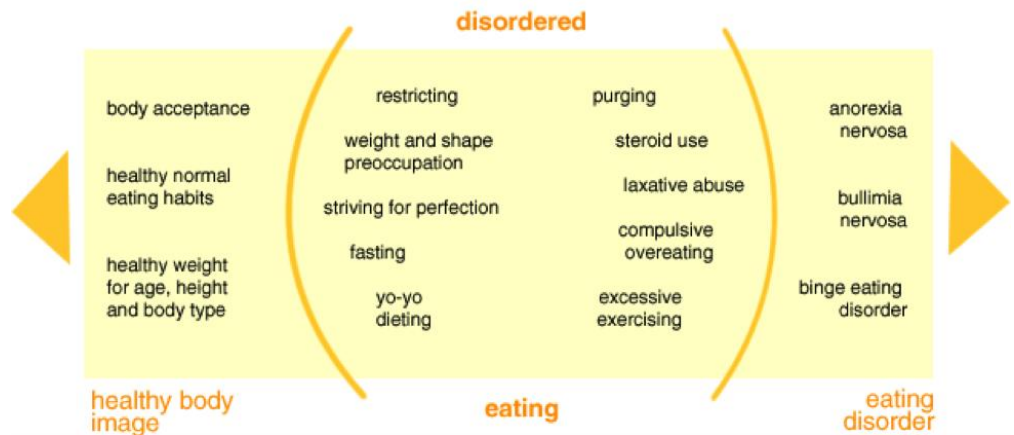 disordered
body acceptance
healthy normal
eating habits
healthy weight
for age, height
and body type
restricting
weight and shape
preoccupation
striving for perfection
fasting
yo-yo
dieting
purging
steroid use
laxative abuse
compulsive
overeating
excessive
exercising
anorexia
nervosa
bullimia
nervosa
binge eating
disorder
healthy body
image
eating
eating
disorder